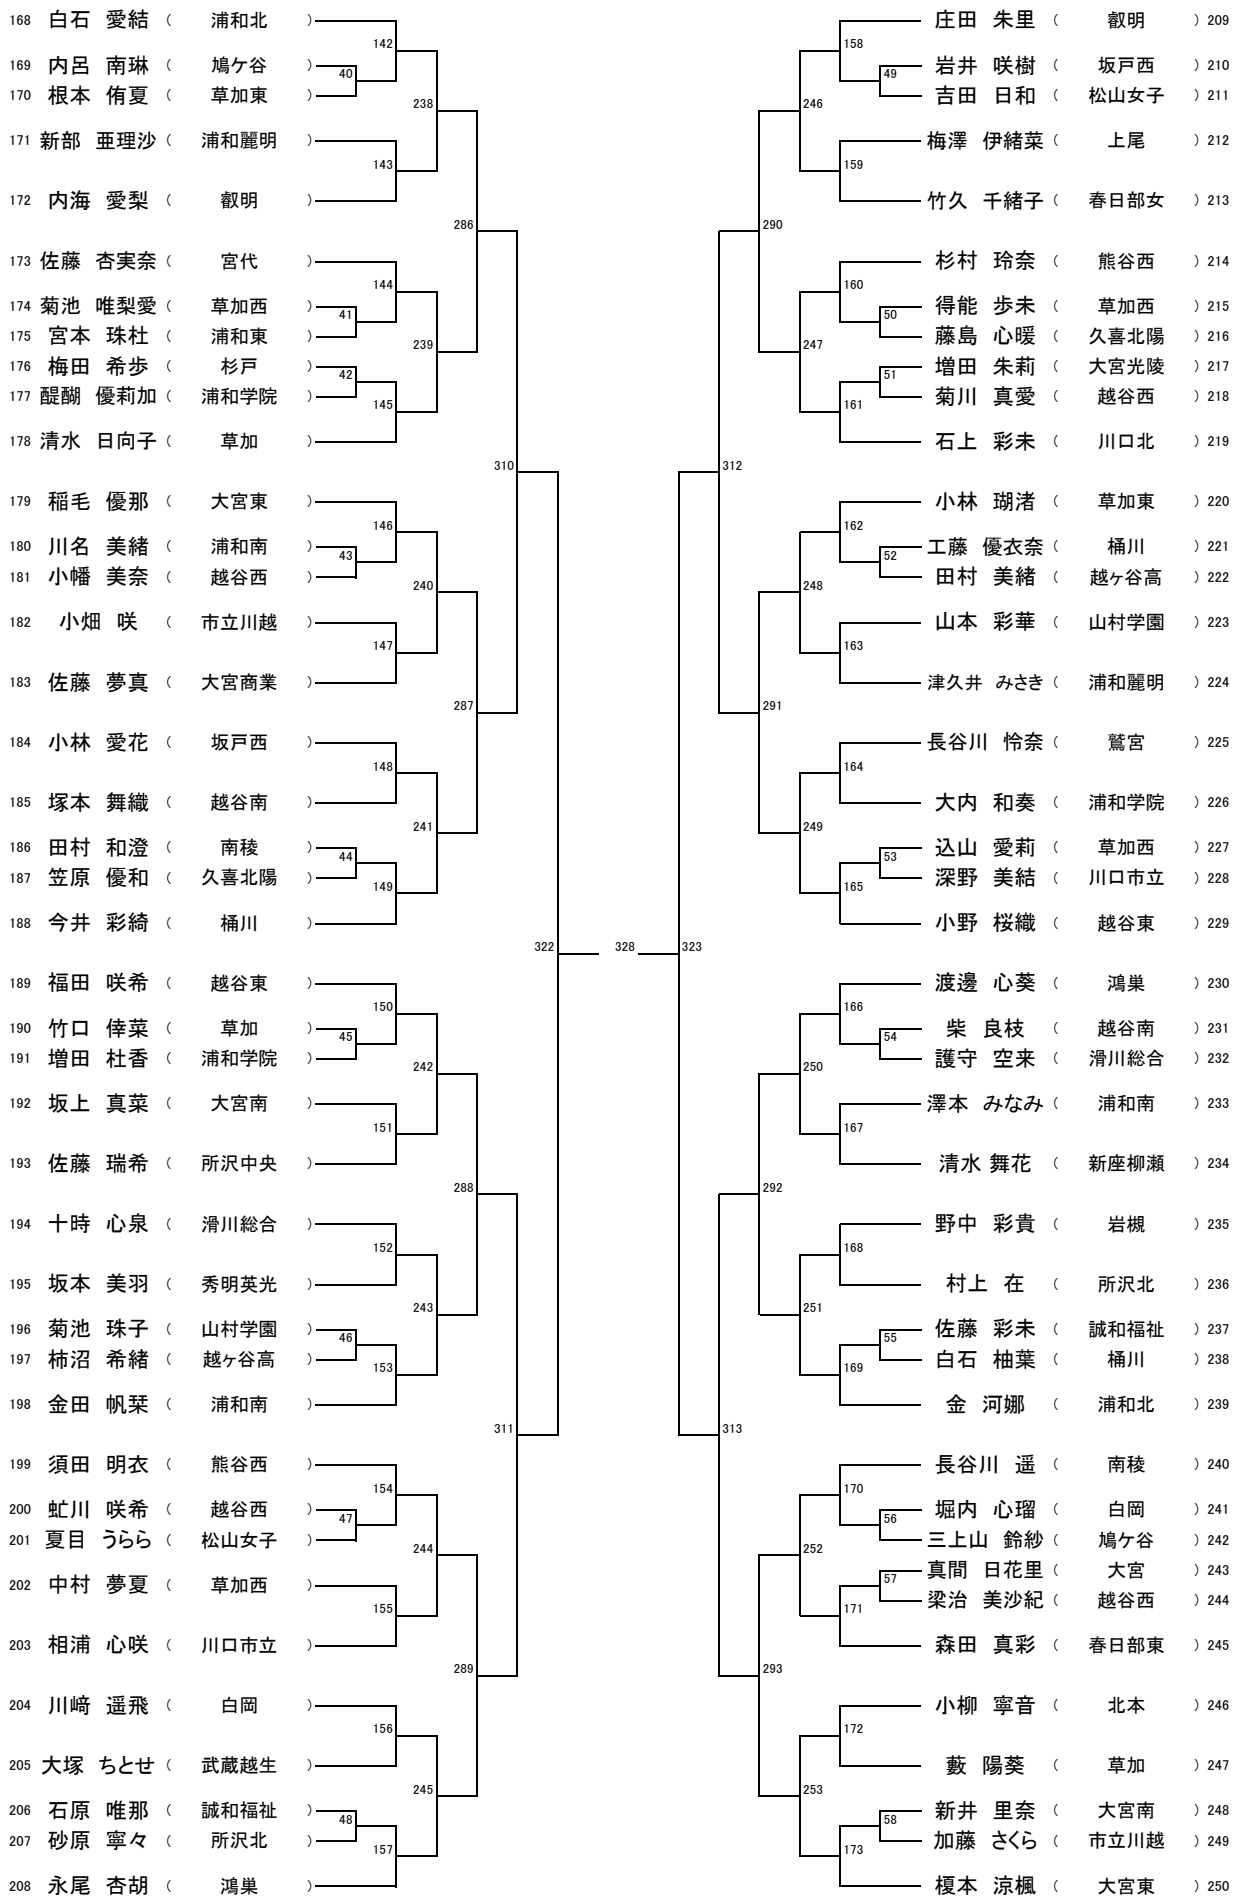 168 白石 愛結 ( 浦和北 )
169 内呂 南琳 ( 鳩ケ谷 )
170 根本 侑夏 ( 草加東 )
171 新部 亜理沙 ( 浦和麗明 )
172 内海 愛梨 ( 叡明 )
173 佐藤 杏実奈 ( 宮代 )
174 菊池 唯梨愛 ( 草加西 )
175 宮本 珠杜 ( 浦和東 )
176 梅田 希歩 ( 杉戸 )
177 醍醐 優莉加 ( 浦和学院 )
178 清水 日向子 ( 草加 )
179 稲毛 優那 ( 大宮東 )
180 川名 美緒 ( 浦和南 )
181 小幡 美奈 ( 越谷西 )
182 小畑 咲 ( 市立川越 )
183 佐藤 夢真 ( 大宮商業 )
184 小林 愛花 ( 坂戸西 )
185 塚本 舞織 ( 越谷南 )
186 田村 和澄 ( 南稜 )
187 笠原 優和 ( 久喜北陽 )
188 今井 彩綺 ( 桶川 )
189 福田 咲希 ( 越谷東 )
190 竹口 倖菜 ( 草加 )
191 増田 杜香 ( 浦和学院 )
192 坂上 真菜 ( 大宮南 )
193 佐藤 瑞希 ( 所沢中央 )
194 十時 心泉 ( 滑川総合 )
195 坂本 美羽 ( 秀明英光 )
196 菊池 珠子 ( 山村学園 )
197 柿沼 希緒 ( 越ヶ谷高 )
198 金田 帆栞 ( 浦和南 )
199 須田 明衣 ( 熊谷西 )
200 虻川 咲希 ( 越谷西 )
201 夏目 うらら ( 松山女子 )
202 中村 夢夏 ( 草加西 )
203 相浦 心咲 ( 川口市立 )
204 川﨑 遥飛 ( 白岡 )
205 大塚 ちとせ ( 武蔵越生 )
206 石原 唯那 ( 誠和福祉 )
207 砂原 寧々 ( 所沢北 )
208 永尾 杏胡 ( 鴻巣 )
40
41
42
43
44
45
46
47
48
142
143
144
145
146
147
148
149
150
151
152
153
154
155
156
157
238
239
240
241
242
243
244
245
286
287
288
289
310
311
322
328
323
312
313
290
291
292
293
246
247
248
249
250
251
252
253
158
159
160
161
162
163
164
165
166
167
168
169
170
171
172
173
49
50
51
52
53
54
55
56
57
58
庄田 朱里 ( 叡明 ) 209
岩井 咲樹 ( 坂戸西 ) 210
吉田 日和 ( 松山女子 ) 211
梅澤 伊緒菜 ( 上尾 ) 212
竹久 千緒子 ( 春日部女 ) 213
杉村 玲奈 ( 熊谷西 ) 214
得能 歩未 ( 草加西 ) 215
藤島 心暖 ( 久喜北陽 ) 216
増田 朱莉 ( 大宮光陵 ) 217
菊川 真愛 ( 越谷西 ) 218
石上 彩未 ( 川口北 ) 219
小林 瑚渚 ( 草加東 ) 220
工藤 優衣奈 ( 桶川 ) 221
田村 美緒 ( 越ヶ谷高 ) 222
山本 彩華 ( 山村学園 ) 223
津久井 みさき ( 浦和麗明 ) 224
長谷川 怜奈 ( 鷲宮 ) 225
大内 和奏 ( 浦和学院 ) 226
込山 愛莉 ( 草加西 ) 227
深野 美結 ( 川口市立 ) 228
小野 桜織 ( 越谷東 ) 229
渡邊 心葵 ( 鴻巣 ) 230
柴 良枝 ( 越谷南 ) 231
護守 空来 ( 滑川総合 ) 232
澤本 みなみ ( 浦和南 ) 233
清水 舞花 ( 新座柳瀬 ) 234
野中 彩貴 ( 岩槻 ) 235
村上 在 ( 所沢北 ) 236
佐藤 彩未 ( 誠和福祉 ) 237
白石 柚葉 ( 桶川 ) 238
金 河娜 ( 浦和北 ) 239
長谷川 遥 ( 南稜 ) 240
堀内 心瑠 ( 白岡 ) 241
三上山 鈴紗 ( 鳩ケ谷 ) 242
真間 日花里 ( 大宮 ) 243
梁治 美沙紀 ( 越谷西 ) 244
森田 真彩 ( 春日部東 ) 245
小柳 寧音 ( 北本 ) 246
藪 陽葵 ( 草加 ) 247
新井 里奈 ( 大宮南 ) 248
加藤 さくら ( 市立川越 ) 249
榎本 涼楓 ( 大宮東 ) 250